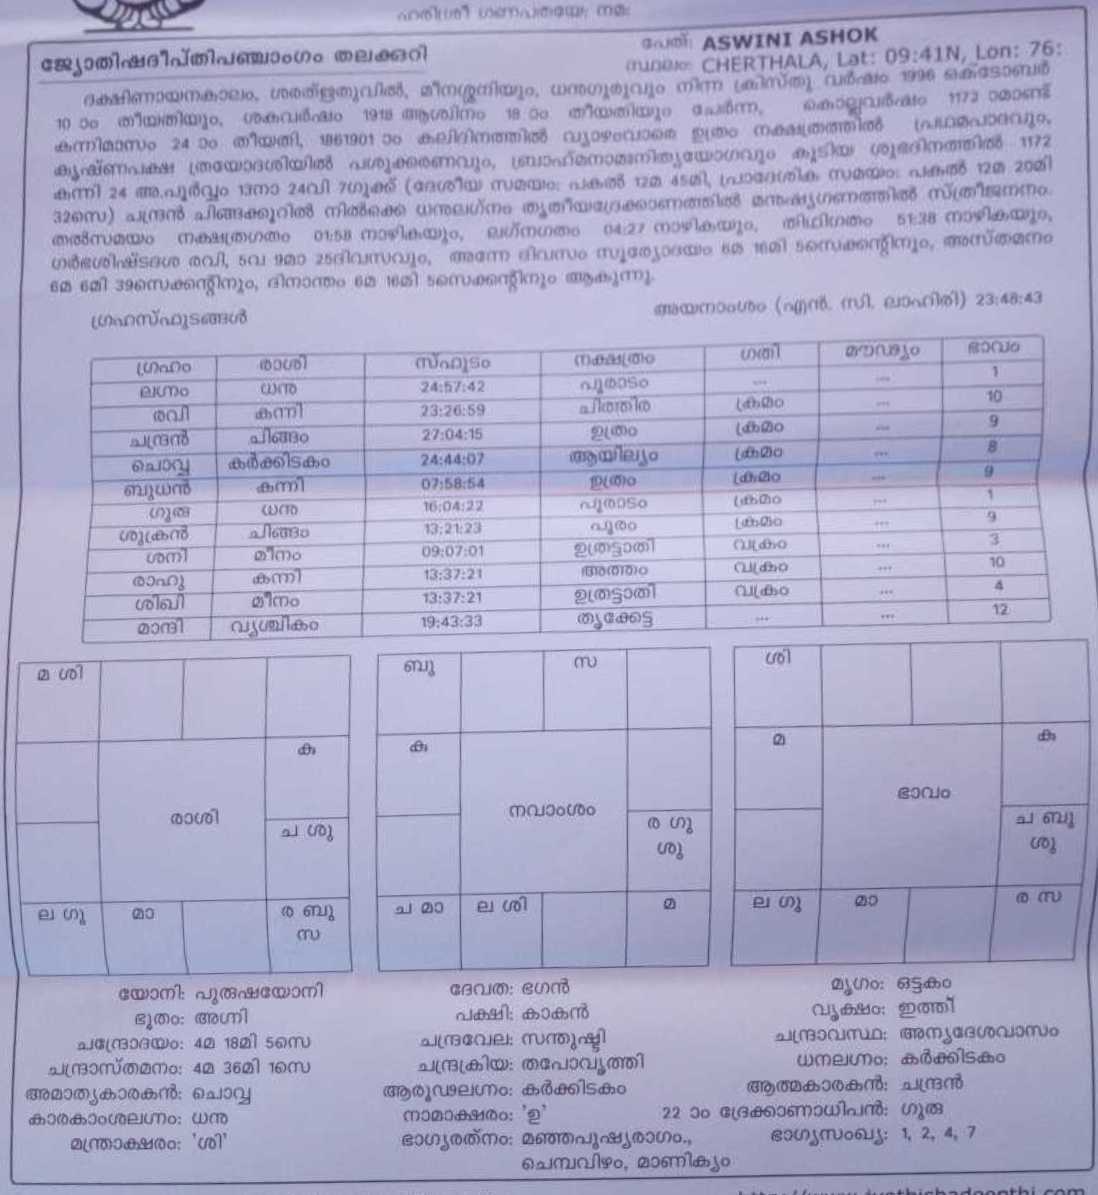 ഹരിശ്രീ ഗണപതയേ നമഃ
ജ്യോതിഷദീപ്തിപഞ്ചാംഗം തലക്കുറി
പേര്: ASWINI ASHOK
സ്ഥലം: CHERTHALA, Lat: 09:41N, Lon: 76:
ദക്ഷിണായനകാലം, ശരത്ഋതുവിൽ, മീനശ്ശനിയും, ധനുഗുരുവും നിന്ന ക്രിസ്തു വർഷം 1996 ഒക്ടോബർ
10 ാം തീയതിയും, ശകവർഷം 1918 ആശ്വിനം 18 ാം തീയതിയും ചേർന്ന, കൊല്ലവർഷം 1172 ാമാണ്ട്
കന്നിമാസം 24 ാം തീയതി, 1861901 ാം കലിദിനത്തിൽ വ്യാഴവാരെ ഉത്രം നക്ഷത്രത്തിൽ പ്രഥമപാദവും,
കൃഷ്ണപക്ഷ ത്രയോദശിയിൽ പശുക്കരണവും, ബ്രാഹ്മനാമനിത്യയോഗവും കൂടിയ ശുഭദിനത്തിൽ 1172
കന്നി 24 അ.പൂർവ്വം 13നാ 24വി 7ഗുക്ക് (ദേശീയ സമയം: പകൽ 12മ 45മി, പ്രാദേശിക സമയം: പകൽ 12മ 20മി
32സെ) ചന്ദ്രൻ ചിങ്ങക്കൂറിൽ നിൽക്കെ ധനുലഗ്നം തൃതീയദ്രേക്കാണത്തിൽ മനുഷ്യഗണത്തിൽ സ്ത്രീജനനം.
തൽസമയം നക്ഷത്രഗതം 01:58 നാഴികയും, ലഗ്നഗതം 04:27 നാഴികയും, തിഥിഗതം 51:38 നാഴികയും,
ഗർഭശിഷ്ടദശ രവി, 5വ 9മാ 25ദിവസവും, അന്നേ ദിവസം സൂര്യോദയം 6മ 16മി 5സെക്കന്റിനും, അസ്തമനം
6മ 6മി 39സെക്കന്റിനും, ദിനാന്തം 6മ 16മി 5സെക്കന്റിനും ആകുന്നു.
ഗ്രഹസ്ഫുടങ്ങൾ
അയനാംശം (എൻ. സി. ലാഹിരി) 23:48:43
ഗ്രഹം രാശി സ്ഫുടം നക്ഷത്രം ഗതി മൗഢ്യം ഭാവം
ലഗ്നം ധനു 24:57:42 പൂരാടം ... ... 1
രവി കന്നി 23:26:59 ചിത്തിര ക്രമം ... 10
ചന്ദ്രൻ ചിങ്ങം 27:04:15 ഉത്രം ക്രമം ... 9
ചൊവ്വ കർക്കിടകം 24:44:07 ആയില്യം ക്രമം ... 8
ബുധൻ കന്നി 07:58:54 ഉത്രം ക്രമം ... 9
ഗുരു ധനു 16:04:22 പൂരാടം ക്രമം ... 1
ശുക്രൻ ചിങ്ങം 13:21:23 പൂരം ക്രമം ... 9
ശനി മീനം 09:07:01 ഉത്രട്ടാതി വക്രം ... 3
രാഹു കന്നി 13:37:21 അത്തം വക്രം ... 10
ശിഖി മീനം 13:37:21 ഉത്രട്ടാതി വക്രം ... 4
മാന്ദി വൃശ്ചികം 19:43:33 തൃക്കേട്ട ... ... 12
മ ശി
ക
രാശി
ച ശു
ല ഗു മാ ര ബു
സ
ബു സ
ക
നവാംശം
ര ഗു
ശു
ച മാ ല ശി മ
ശി
മ ക
ഭാവം
ച ബു
ശു
ല ഗു മാ ര സ
യോനി: പുരുഷയോനി ദേവത: ഭഗൻ മൃഗം: ഒട്ടകം
ഭൂതം: അഗ്നി പക്ഷി: കാകൻ വൃക്ഷം: ഇത്തി
ചന്ദ്രോദയം: 4മ 18മി 5സെ ചന്ദ്രവേല: സന്തുഷ്ടി ചന്ദ്രാവസ്ഥ: അന്യദേശവാസം
ചന്ദ്രാസ്തമനം: 4മ 36മി 1സെ ചന്ദ്രക്രിയ: തപോവൃത്തി ധനലഗ്നം: കർക്കിടകം
അമാത്യകാരകൻ: ചൊവ്വ ആരൂഢലഗ്നം: കർക്കിടകം ആത്മകാരകൻ: ചന്ദ്രൻ
കാരകാംശലഗ്നം: ധനു നാമാക്ഷരം: 'ഉ' 22 ാം ദ്രേക്കാണാധിപൻ: ഗുരു
മന്ത്രാക്ഷരം: 'ശി' ഭാഗ്യരത്നം: മഞ്ഞപുഷ്യരാഗം., ഭാഗ്യസംഖ്യ: 1, 2, 4, 7
ചെമ്പവിഴം, മാണിക്യം